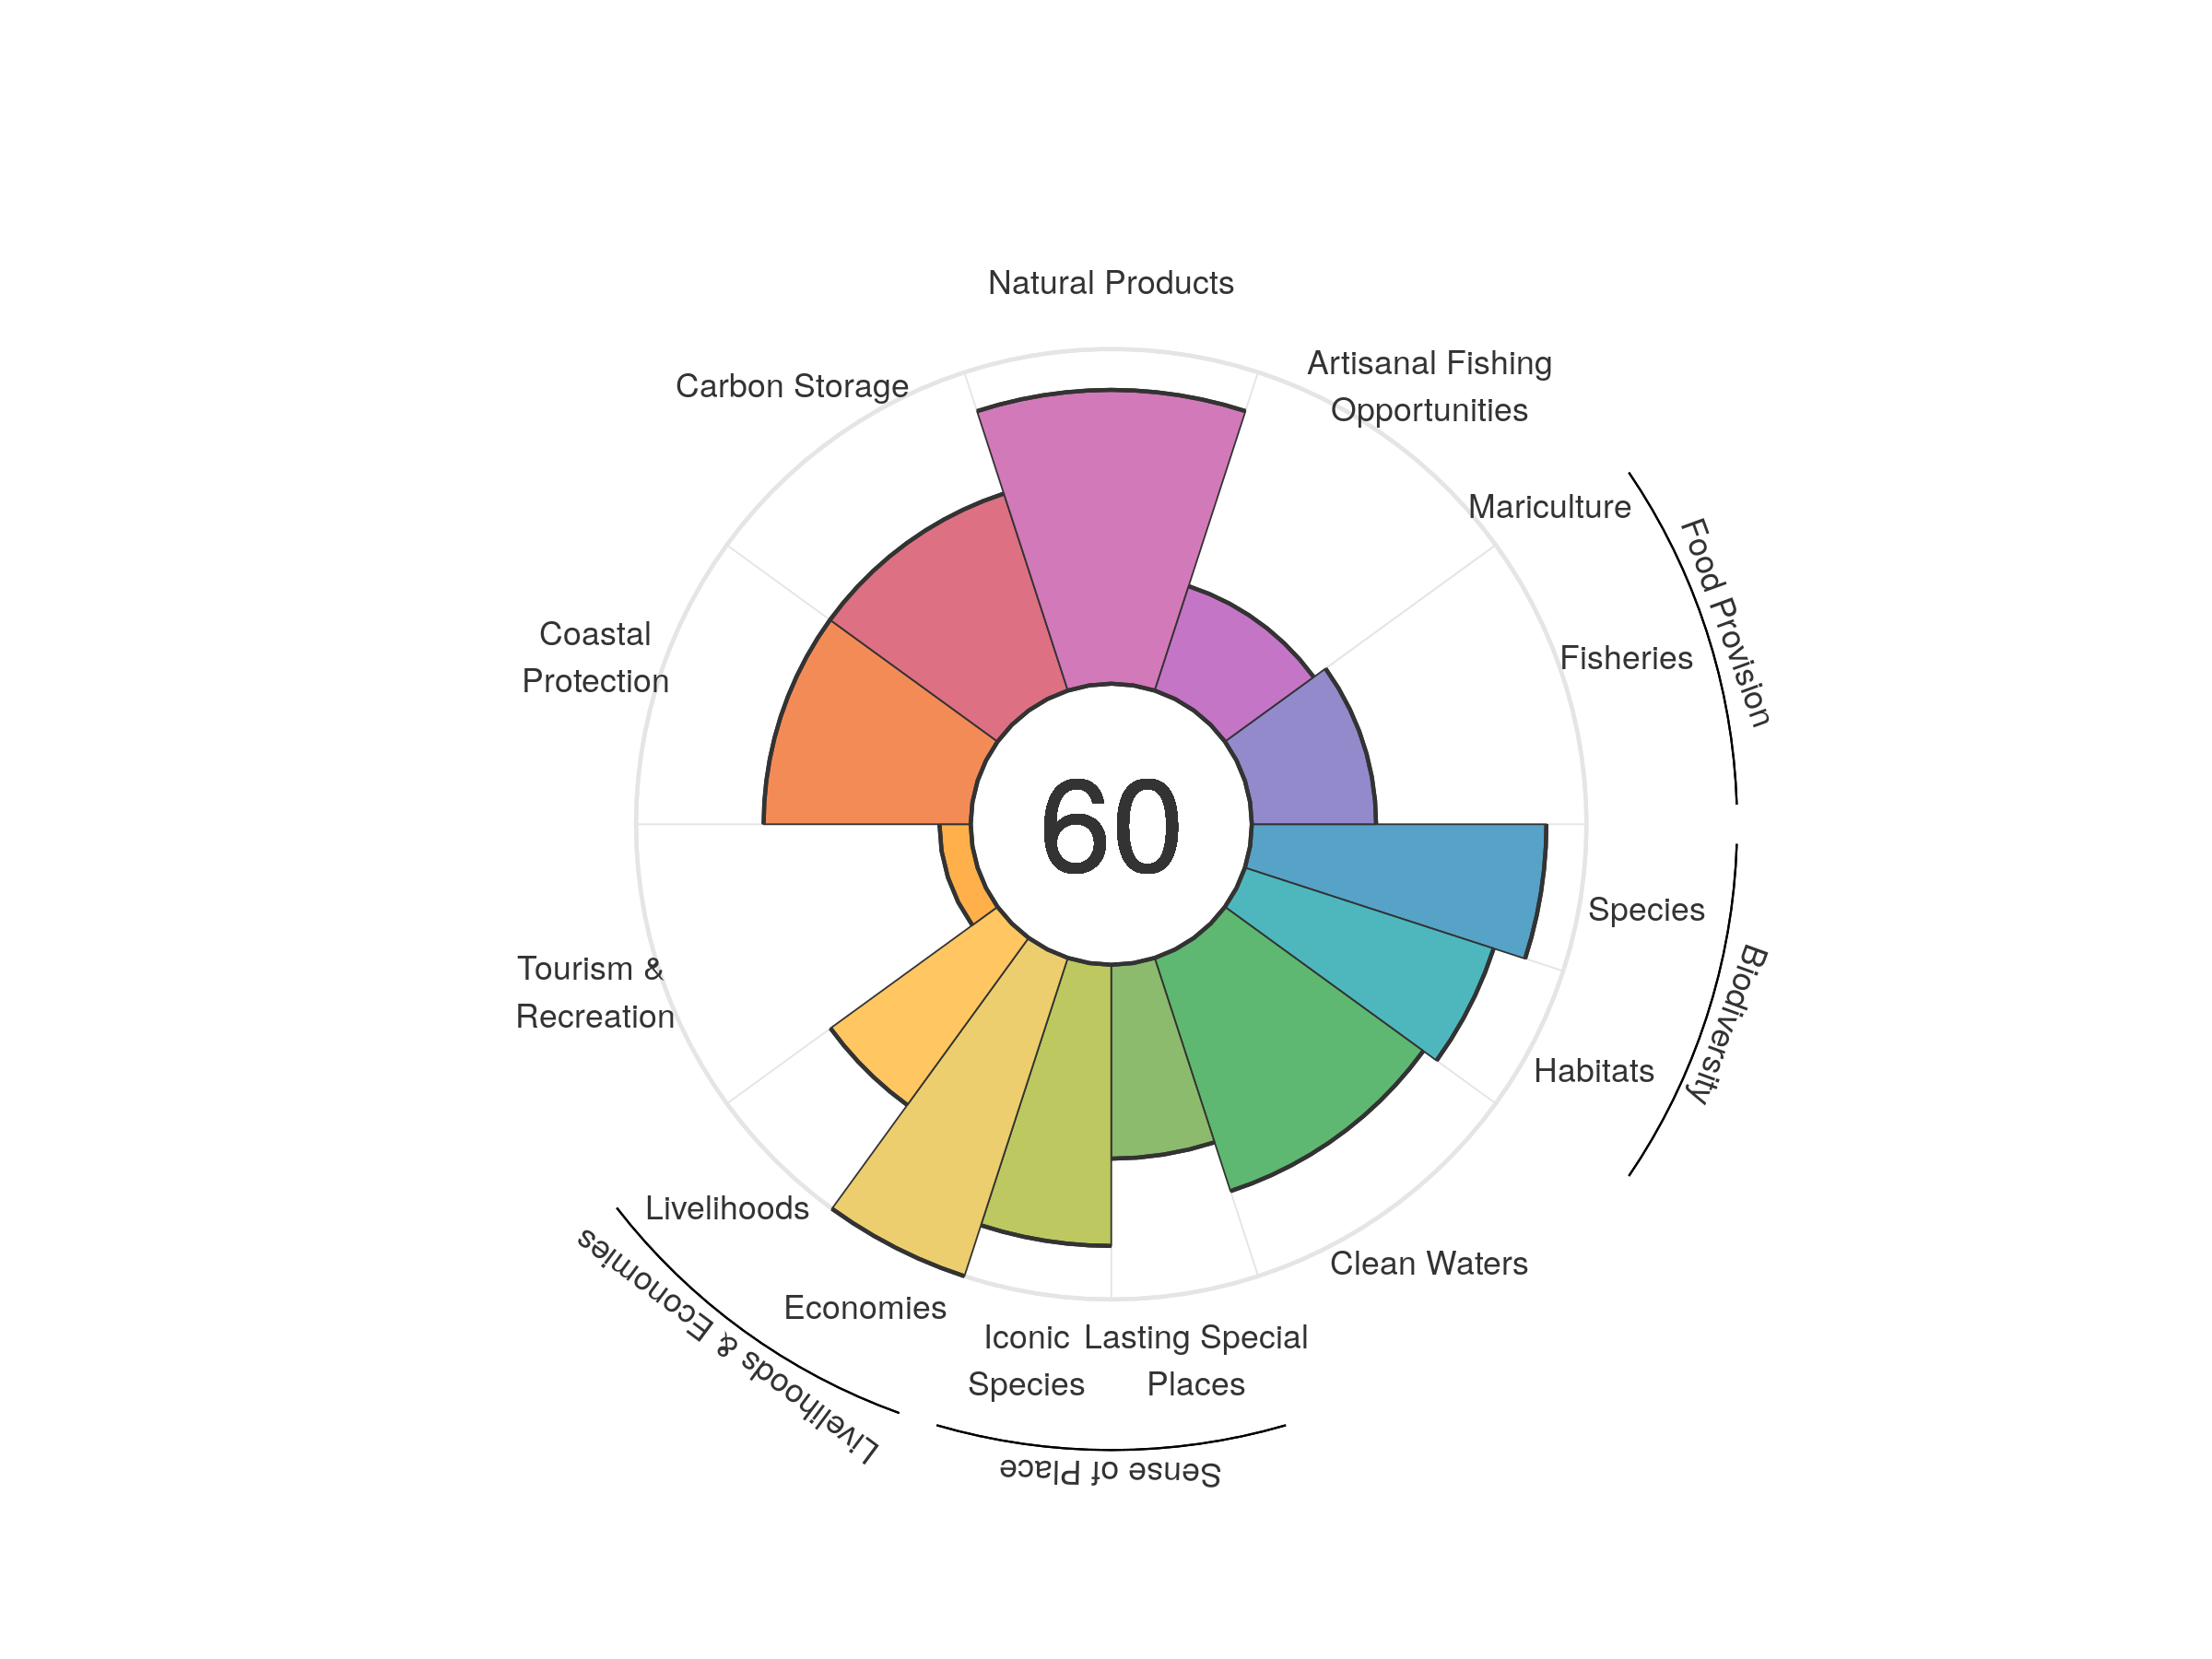 Natural Products
Artisanal Fishing
Opportunities
Carbon Storage
Mariculture
Food Provision
Fisheries
Coastal
Protection
60
Species
Biodiversity
Tourism &
Recreation
Habitats
Livelihoods
Clean Waters
Livelihoods & Economies
Economies
Iconic
Species
Lasting Special
Places
Sense of Place